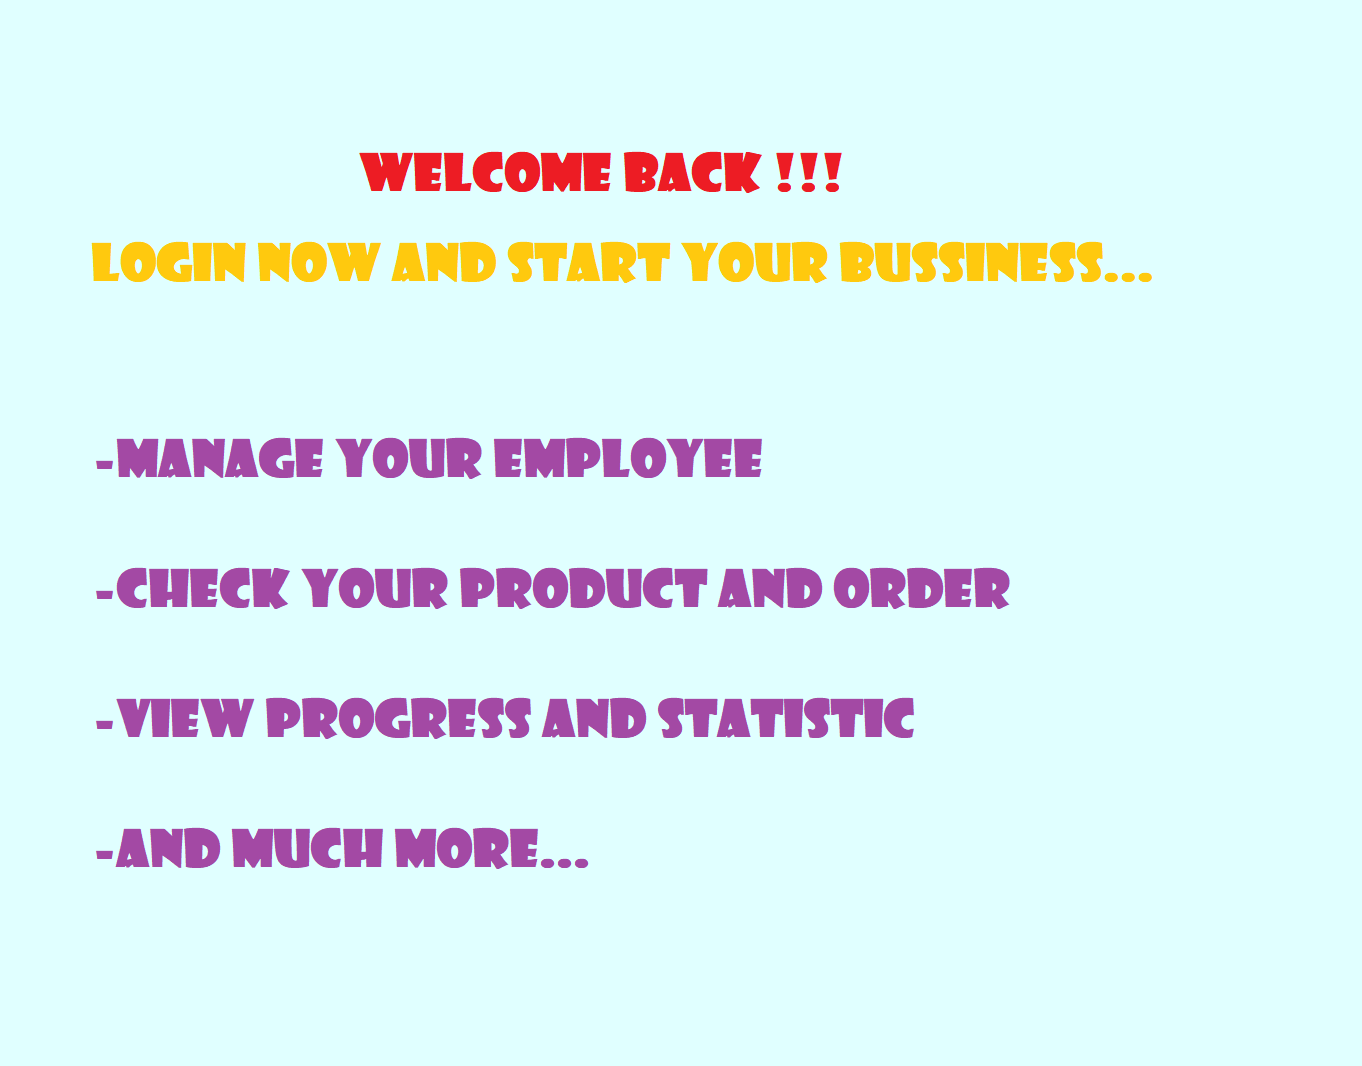 WELCOME BACK !!!
LOGIN NOW AND START YOUR BUSSINESS...
-MANAGE YOUR EMPLOYEE
-CHECK YOUR PRODUCT AND ORDER
-VIEW PROGRESS AND STATISTIC
-AND MUCH MORE...